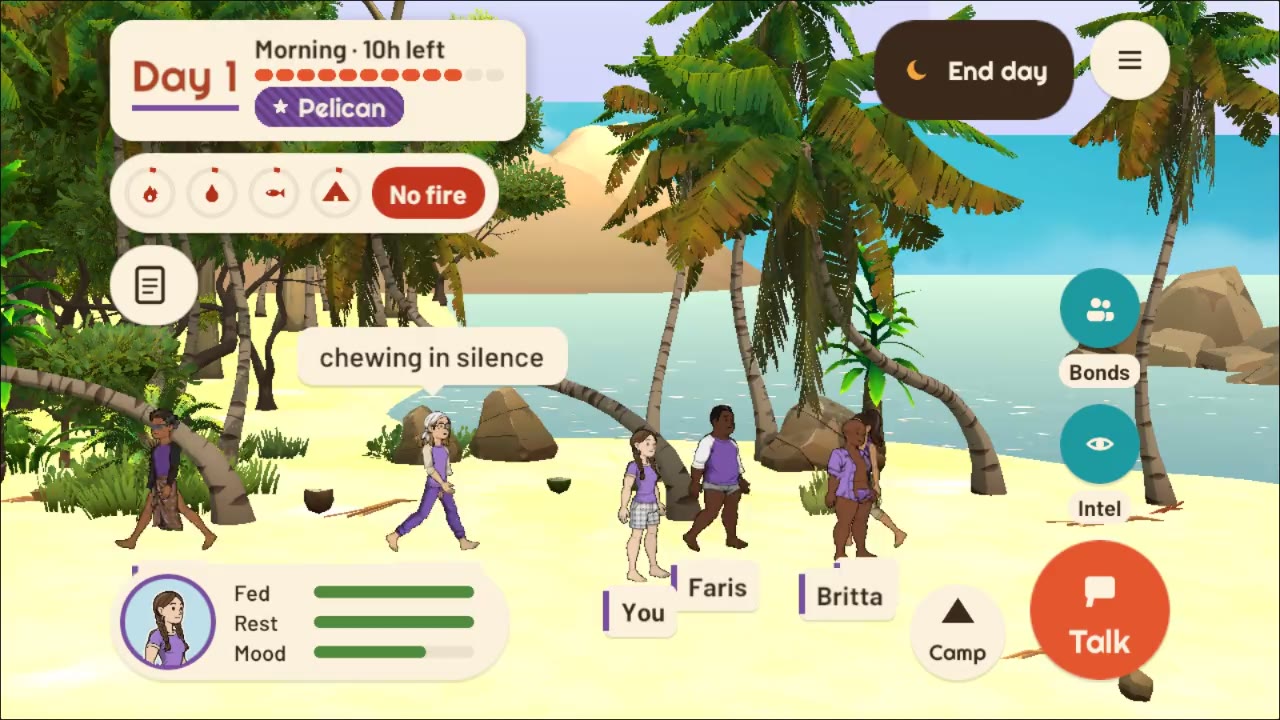 Day 1
Morning · 10h left
Pelican
End day
No fire
chewing in silence
Bonds
Intel
Faris
Britta
You
Fed
Rest
Mood
Camp
Talk